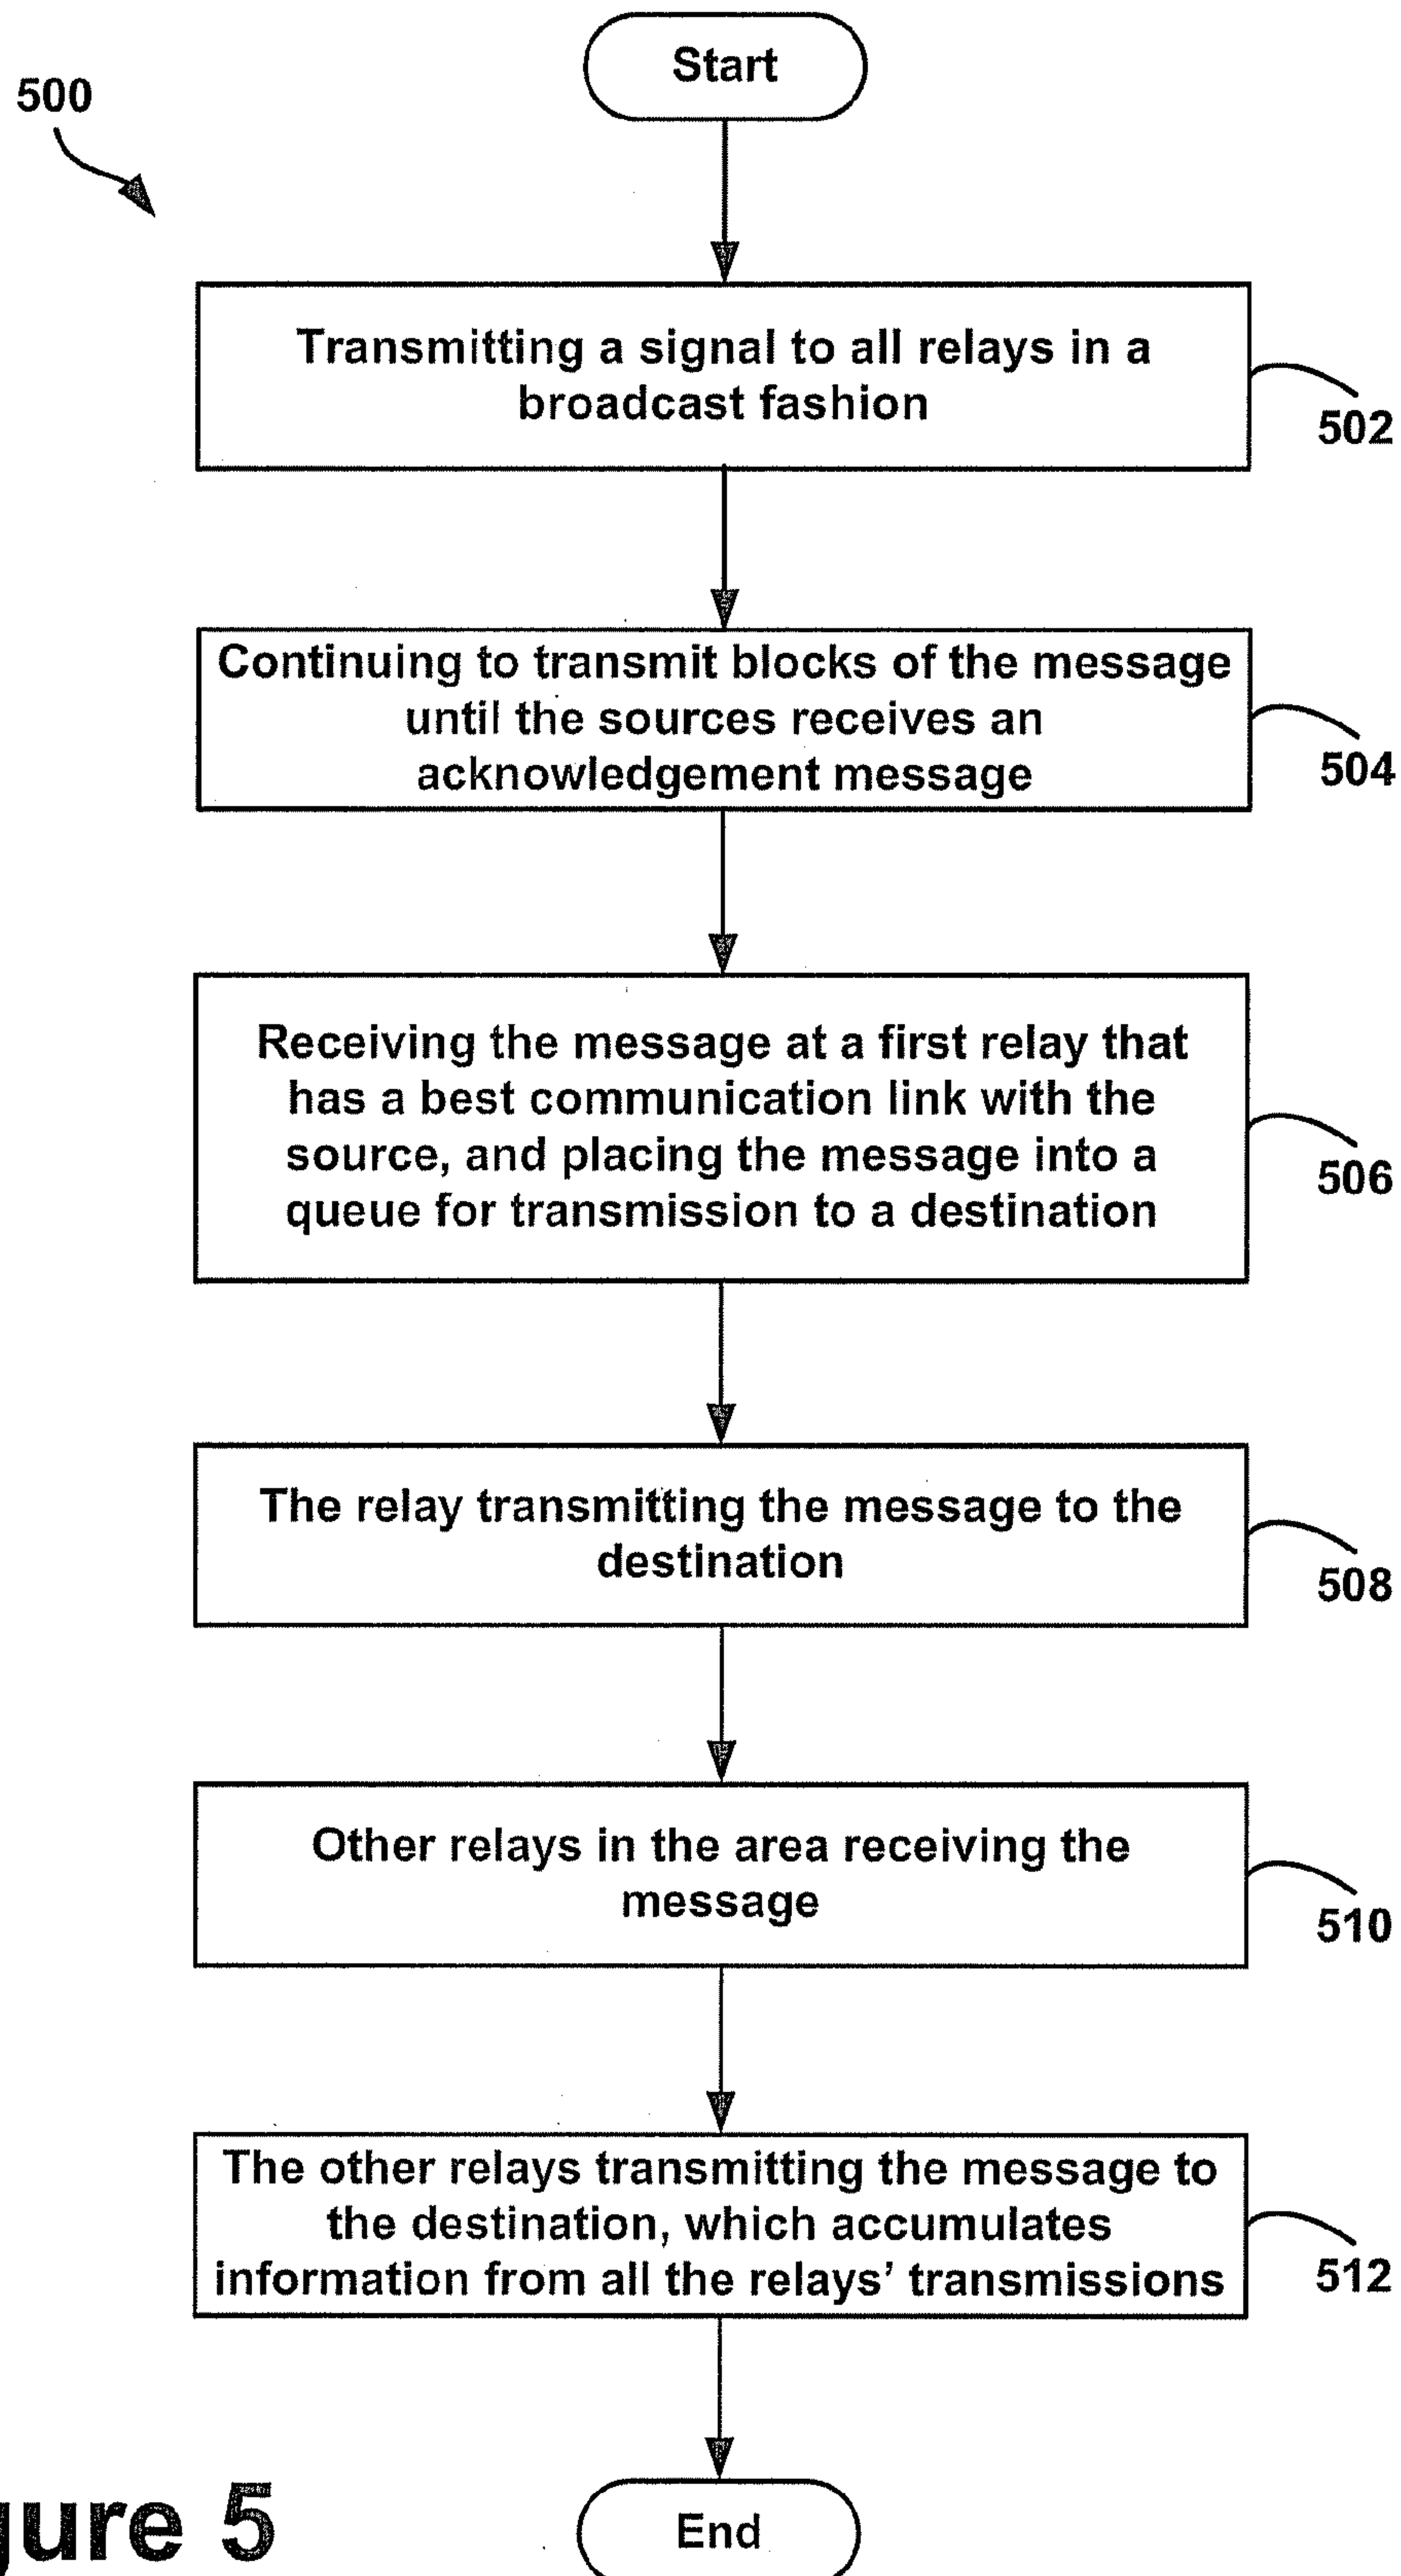 Start
500
Transmitting a signal to all relays in a
broadcast fashion
502
Continuing to transmit blocks of the message
until the sources receives an
acknowledgement message
504
Receiving the message at a first relay that
has a best communication link with the
source, and placing the message into a
queue for transmission to a destination
506
The relay transmitting the message to the
destination
508
Other relays in the area receiving the
message
510
The other relays transmitting the message to
the destination, which accumulates
information from all the relays’ transmissions
512
End
gure 5